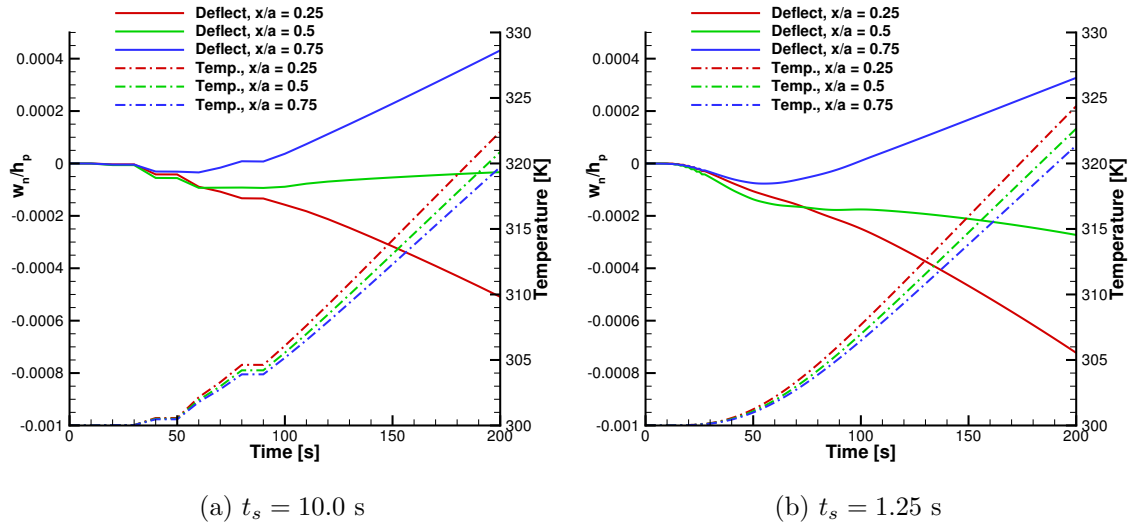 Deflect, x/a = 0.25
Deflect, x/a = 0.5
Deflect, x/a = 0.75
Temp., x/a = 0.25
Temp., x/a = 0.5
Temp., x/a = 0.75
0.0004
0.0002
0
-0.0002
-0.0004
-0.0006
-0.0008
-0.001
w_n/h_p
330
325
320
315
310
305
300
Temperature [K]
0 50 100 150 200
Time [s]
(a) t_s = 10.0 s
Deflect, x/a = 0.25
Deflect, x/a = 0.5
Deflect, x/a = 0.75
Temp., x/a = 0.25
Temp., x/a = 0.5
Temp., x/a = 0.75
0.0004
0.0002
0
-0.0002
-0.0004
-0.0006
-0.0008
-0.001
w_n/h_p
330
325
320
315
310
305
300
Temperature [K]
0 50 100 150 200
Time [s]
(b) t_s = 1.25 s